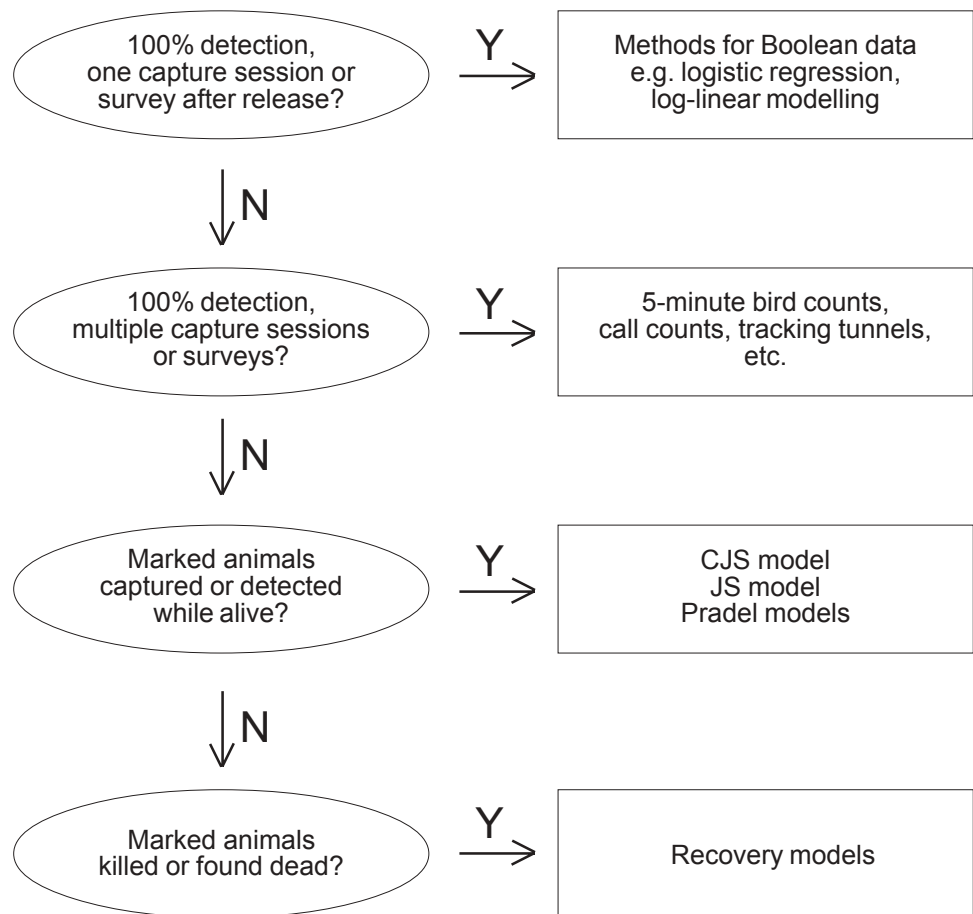 100% detection,
one capture session or
survey after release?
Y
Methods for Boolean data
e.g. logistic regression,
log-linear modelling
N
100% detection,
multiple capture sessions
or surveys?
Y
5-minute bird counts,
call counts, tracking tunnels,
etc.
N
Marked animals
captured or detected
while alive?
Y
CJS model
JS model
Pradel models
N
Marked animals
killed or found dead?
Y
Recovery models